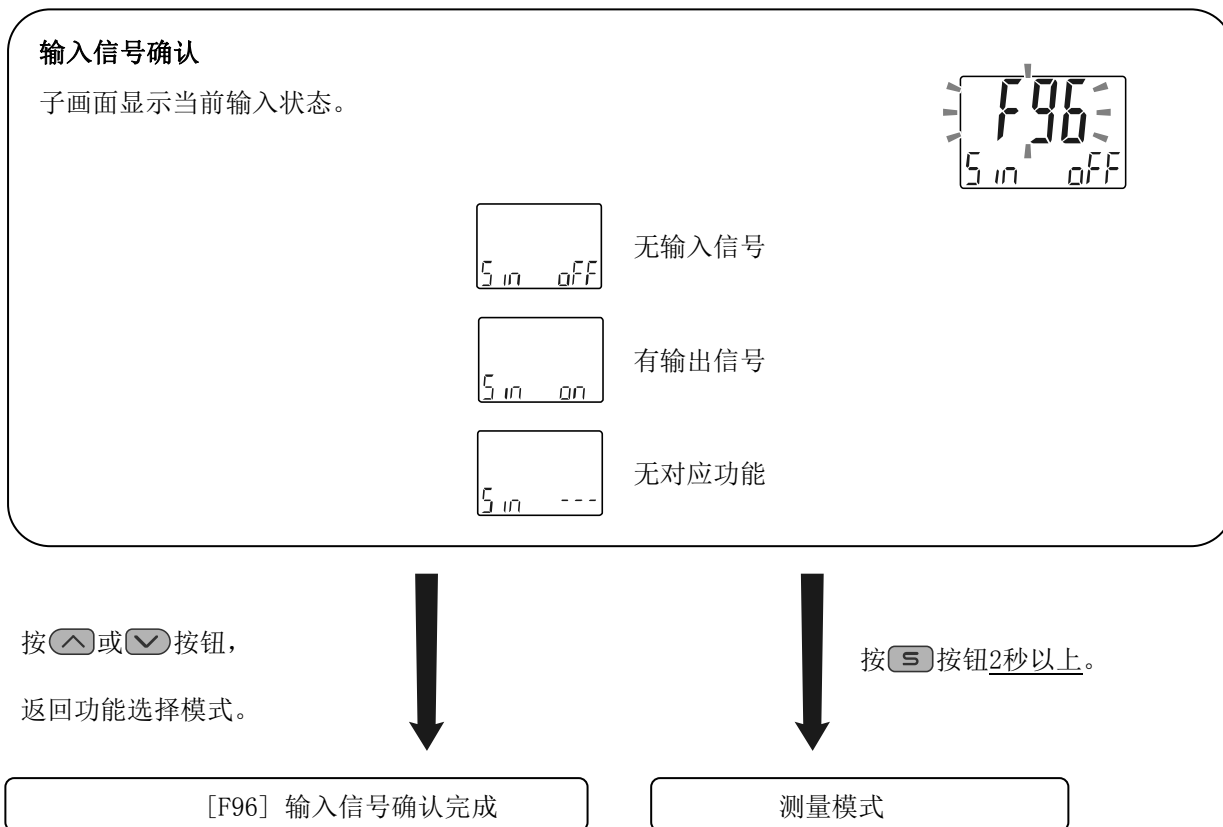 输入信号确认
子画面显示当前输入状态。
F96
S in oFF
S in oFF
无输入信号
S in on
有输出信号
S in ---
无对应功能
按或按钮，
返回功能选择模式。
按S按钮2秒以上。
[F96] 输入信号确认完成
测量模式